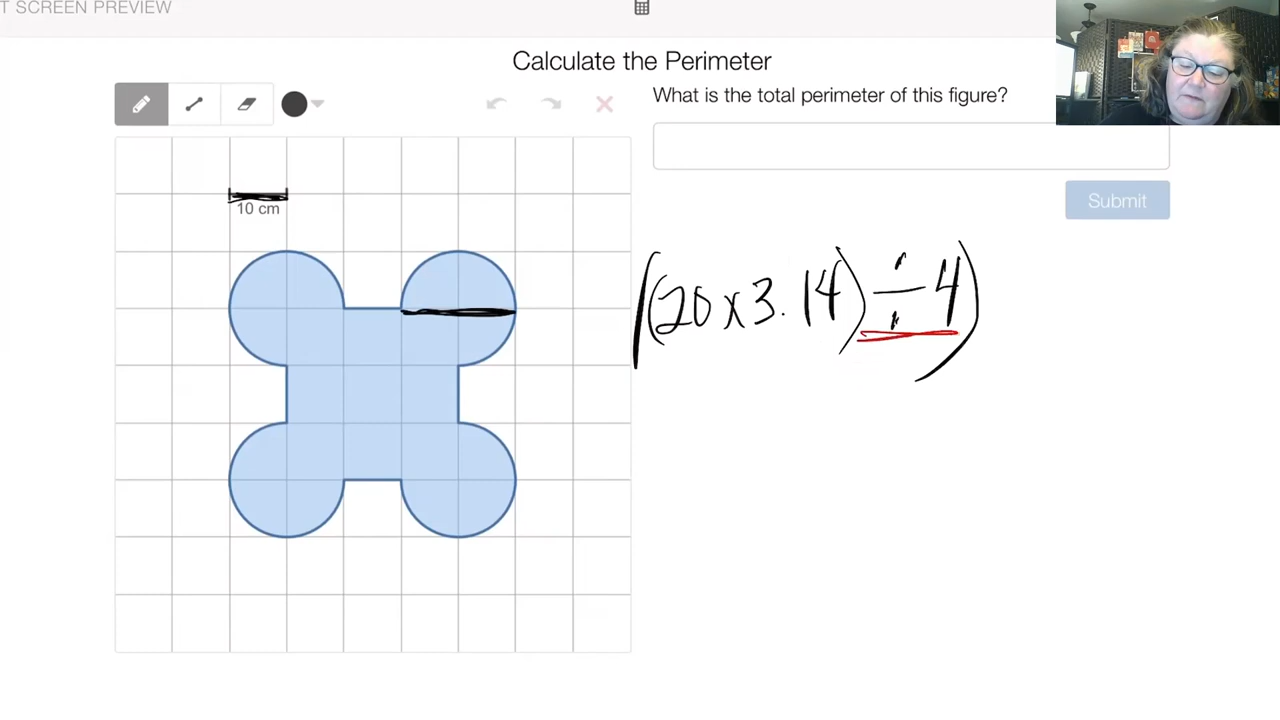 T SCREEN PREVIEW
Calculate the Perimeter
What is the total perimeter of this figure?
Submit
10 cm
((20 x 3.14) ÷ 4)